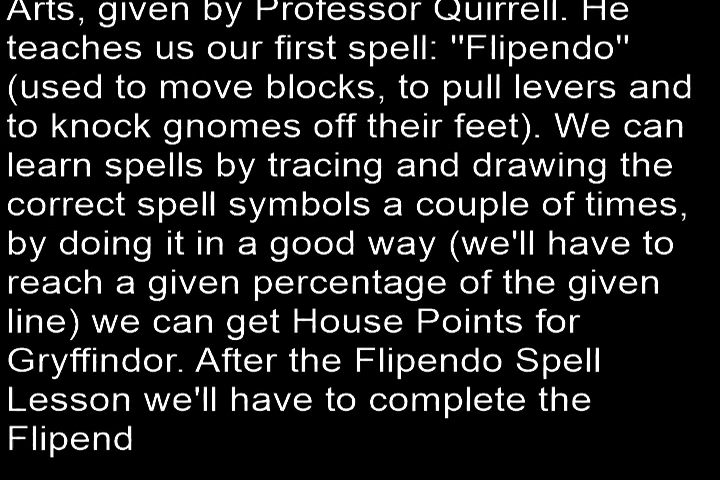 Arts, given by Professor Quirrell. He
teaches us our first spell: "Flipendo"
(used to move blocks, to pull levers and
to knock gnomes off their feet). We can
learn spells by tracing and drawing the
correct spell symbols a couple of times,
by doing it in a good way (we'll have to
reach a given percentage of the given
line) we can get House Points for
Gryffindor. After the Flipendo Spell
Lesson we'll have to complete the
Flipend